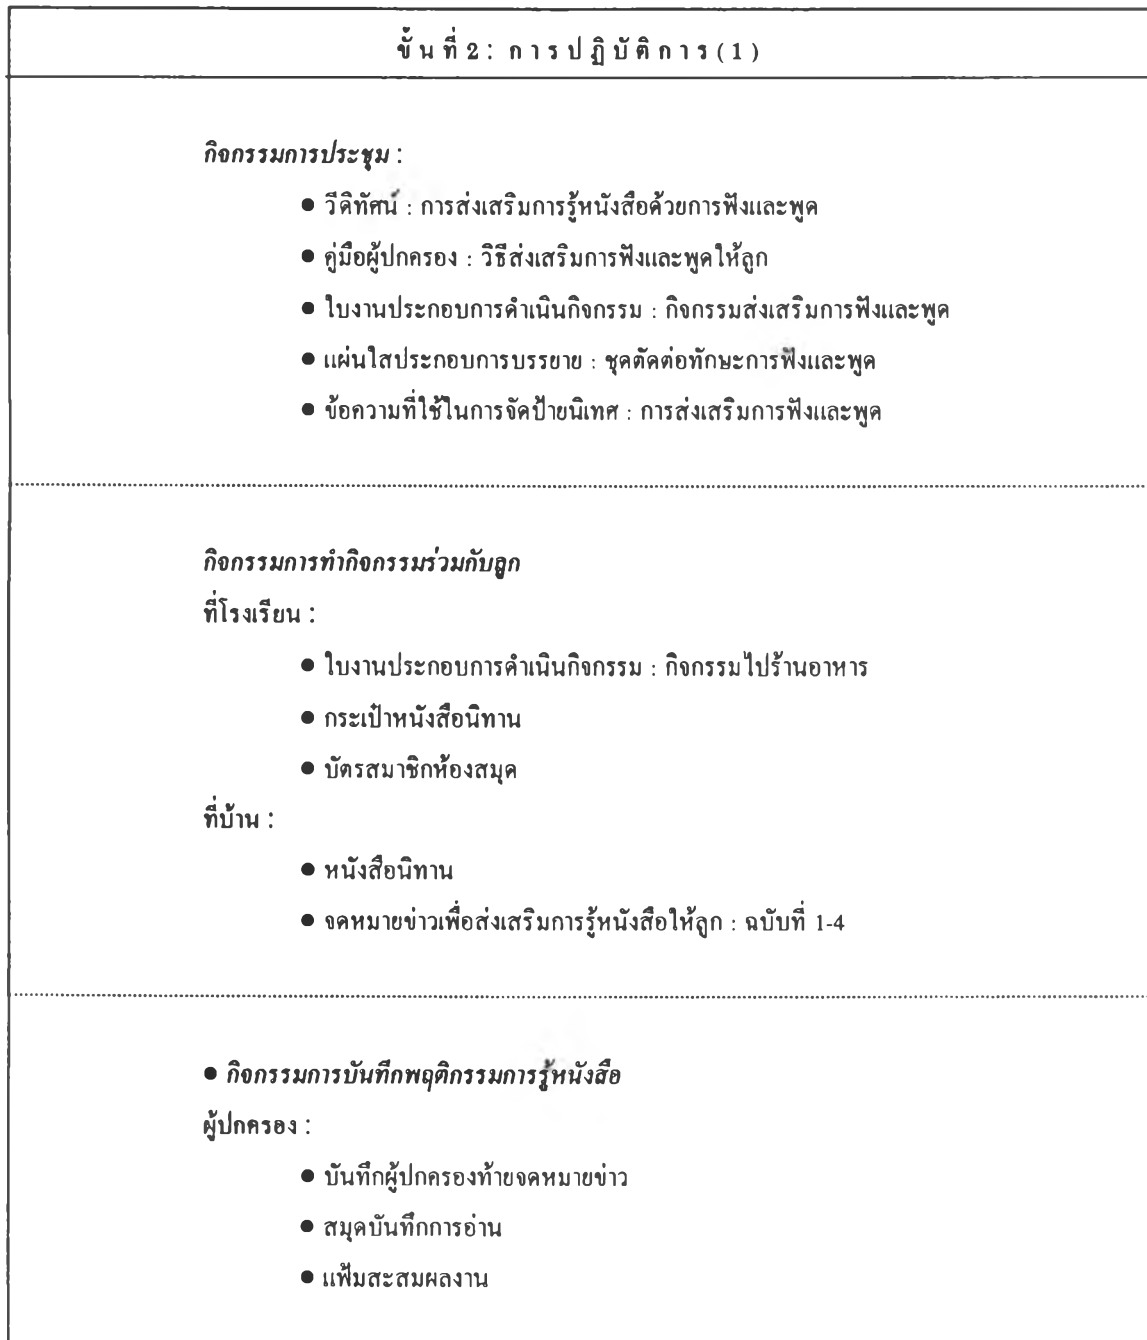 ขั้นที่2: การปฏิบัติการ(1)
กิจกรรมการประชุม :
● วีดิทัศน์ : การส่งเสริมการรู้หนังสือด้วยการฟังและพูด
● คู่มือผู้ปกครอง : วิธีส่งเสริมการฟังและพูดให้ลูก
● ใบงานประกอบการดำเนินกิจกรรม : กิจกรรมส่งเสริมการฟังและพูด
● แผ่นใสประกอบการบรรยาย : ชุดตัดต่อทักษะการฟังและพูด
● ข้อความที่ใช้ในการจัดป้ายนิเทศ : การส่งเสริมการฟังและพูด
กิจกรรมการทำกิจกรรมร่วมกับลูก
ที่โรงเรียน :
● ใบงานประกอบการดำเนินกิจกรรม : กิจกรรมไปร้านอาหาร
● กระเป๋าหนังสือนิทาน
● บัตรสมาชิกห้องสมุด
ที่บ้าน :
● หนังสือนิทาน
● จดหมายข่าวเพื่อส่งเสริมการรู้หนังสือให้ลูก : ฉบับที่ 1-4
● กิจกรรมการบันทึกพฤติกรรมการรู้หนังสือ
ผู้ปกครอง :
● บันทึกผู้ปกครองท้ายจดหมายข่าว
● สมุดบันทึกการอ่าน
● แฟ้มสะสมผลงาน